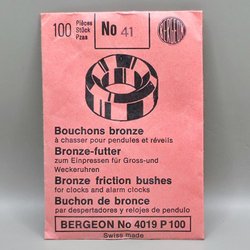 100 Pièces
Stück
Pzas
No 41
Bouchons bronze
à chasser pour pendules et réveils
Bronze-futter
zum Einpressen für Gross-und
Weckeruhren
Bronze friction bushes
for clocks and alarm clocks
Buchon de bronce
par despertadores y relojes de pendulo
BERGEON No 4019 P 100
Swiss made